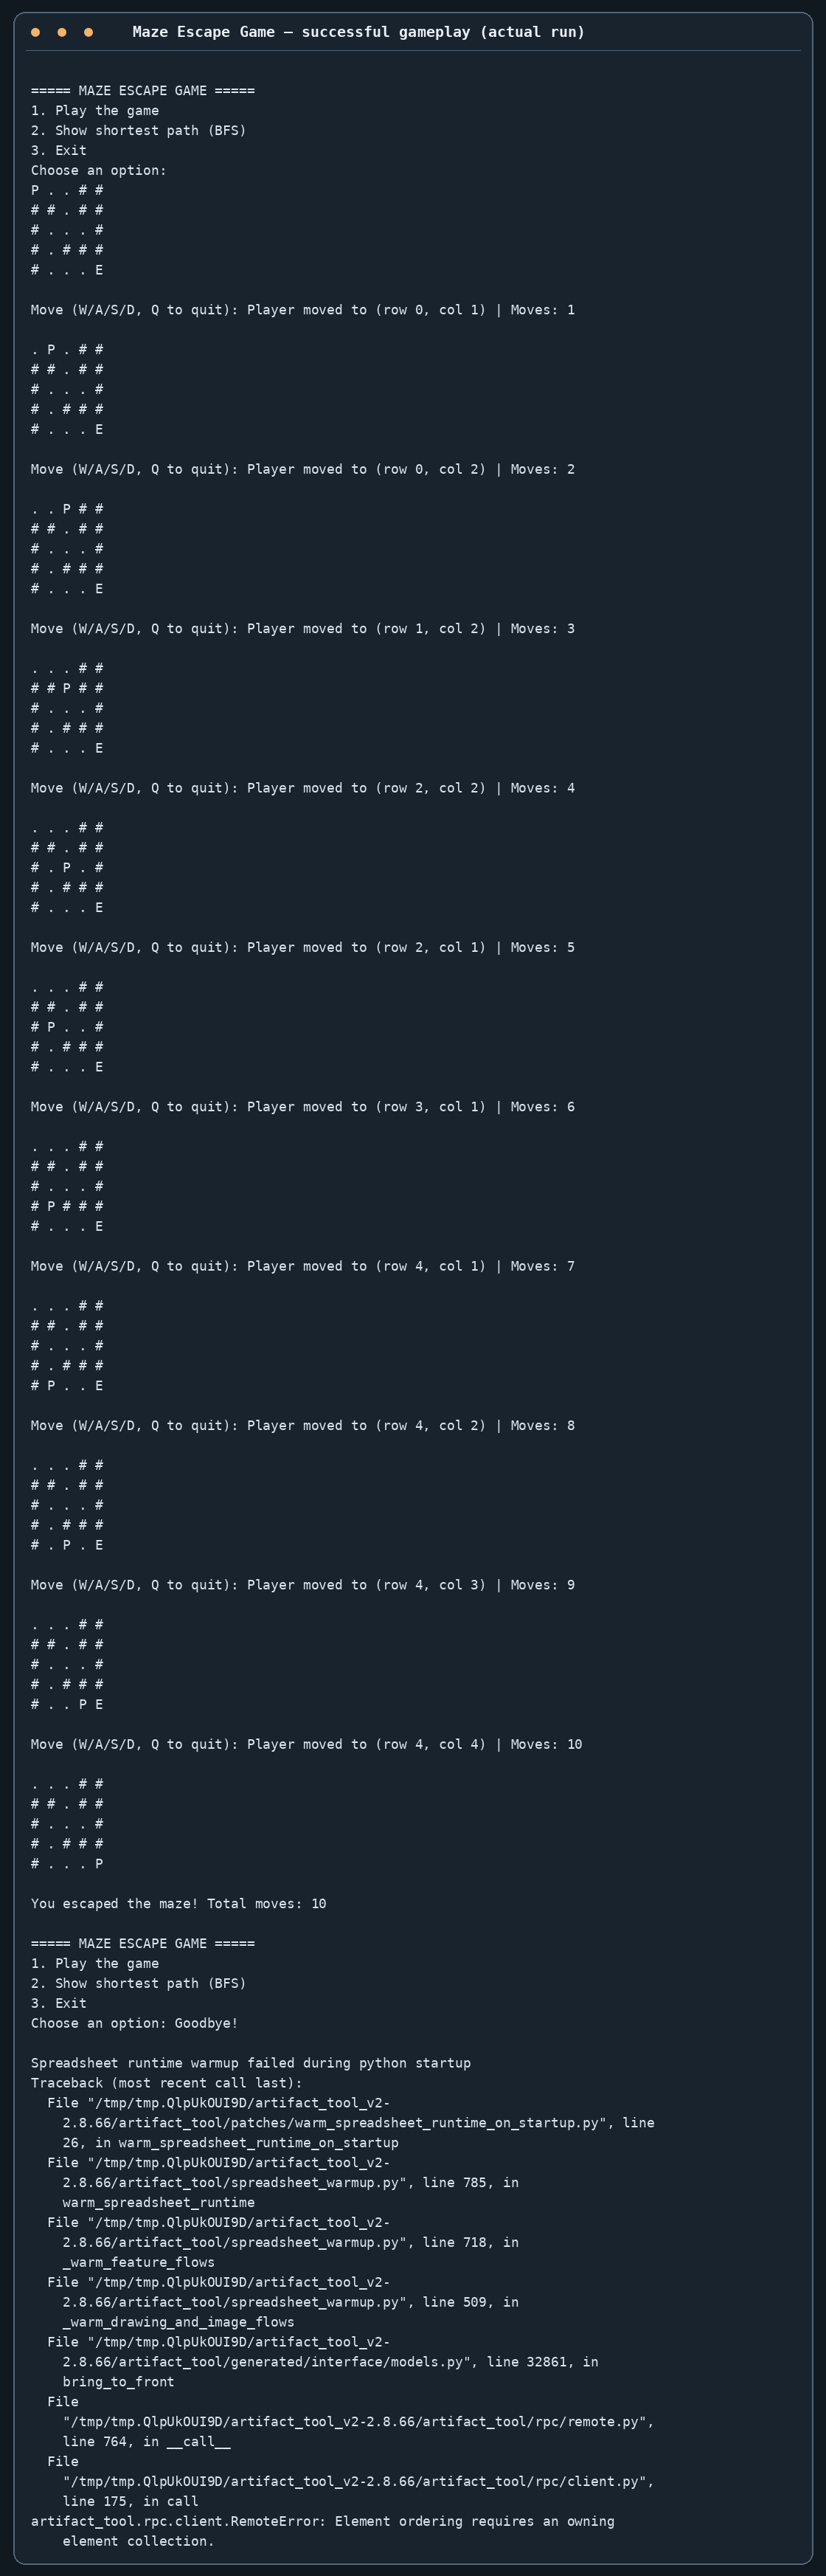 Maze Escape Game — successful gameplay (actual run)
===== MAZE ESCAPE GAME =====
1. Play the game
2. Show shortest path (BFS)
3. Exit
Choose an option:
P . . # #
# # . # #
# . . . #
# . # # #
# . . . E
Move (W/A/S/D, Q to quit): Player moved to (row 0, col 1) | Moves: 1
. P . # #
# # . # #
# . . . #
# . # # #
# . . . E
Move (W/A/S/D, Q to quit): Player moved to (row 0, col 2) | Moves: 2
. . P # #
# # . # #
# . . . #
# . # # #
# . . . E
Move (W/A/S/D, Q to quit): Player moved to (row 1, col 2) | Moves: 3
. . . # #
# # P # #
# . . . #
# . # # #
# . . . E
Move (W/A/S/D, Q to quit): Player moved to (row 2, col 2) | Moves: 4
. . . # #
# # . # #
# . P . #
# . # # #
# . . . E
Move (W/A/S/D, Q to quit): Player moved to (row 2, col 1) | Moves: 5
. . . # #
# # . # #
# P . . #
# . # # #
# . . . E
Move (W/A/S/D, Q to quit): Player moved to (row 3, col 1) | Moves: 6
. . . # #
# # . # #
# . . . #
# P # # #
# . . . E
Move (W/A/S/D, Q to quit): Player moved to (row 4, col 1) | Moves: 7
. . . # #
# # . # #
# . . . #
# . # # #
# P . . E
Move (W/A/S/D, Q to quit): Player moved to (row 4, col 2) | Moves: 8
. . . # #
# # . # #
# . . . #
# . # # #
# . P . E
Move (W/A/S/D, Q to quit): Player moved to (row 4, col 3) | Moves: 9
. . . # #
# # . # #
# . . . #
# . # # #
# . . P E
Move (W/A/S/D, Q to quit): Player moved to (row 4, col 4) | Moves: 10
. . . # #
# # . # #
# . . . #
# . # # #
# . . . P
You escaped the maze! Total moves: 10
===== MAZE ESCAPE GAME =====
1. Play the game
2. Show shortest path (BFS)
3. Exit
Choose an option: Goodbye!
Spreadsheet runtime warmup failed during python startup
Traceback (most recent call last):
File "/tmp/tmp.QlpUkOUI9D/artifact_tool_v2-
2.8.66/artifact_tool/patches/warm_spreadsheet_runtime_on_startup.py", line
26, in warm_spreadsheet_runtime_on_startup
File "/tmp/tmp.QlpUkOUI9D/artifact_tool_v2-
2.8.66/artifact_tool/spreadsheet_warmup.py", line 785, in
warm_spreadsheet_runtime
File "/tmp/tmp.QlpUkOUI9D/artifact_tool_v2-
2.8.66/artifact_tool/spreadsheet_warmup.py", line 718, in
_warm_feature_flows
File "/tmp/tmp.QlpUkOUI9D/artifact_tool_v2-
2.8.66/artifact_tool/spreadsheet_warmup.py", line 509, in
_warm_drawing_and_image_flows
File "/tmp/tmp.QlpUkOUI9D/artifact_tool_v2-
2.8.66/artifact_tool/generated/interface/models.py", line 32861, in
bring_to_front
File
"/tmp/tmp.QlpUkOUI9D/artifact_tool_v2-2.8.66/artifact_tool/rpc/remote.py",
line 764, in __call__
File
"/tmp/tmp.QlpUkOUI9D/artifact_tool_v2-2.8.66/artifact_tool/rpc/client.py",
line 175, in call
artifact_tool.rpc.client.RemoteError: Element ordering requires an owning
element collection.